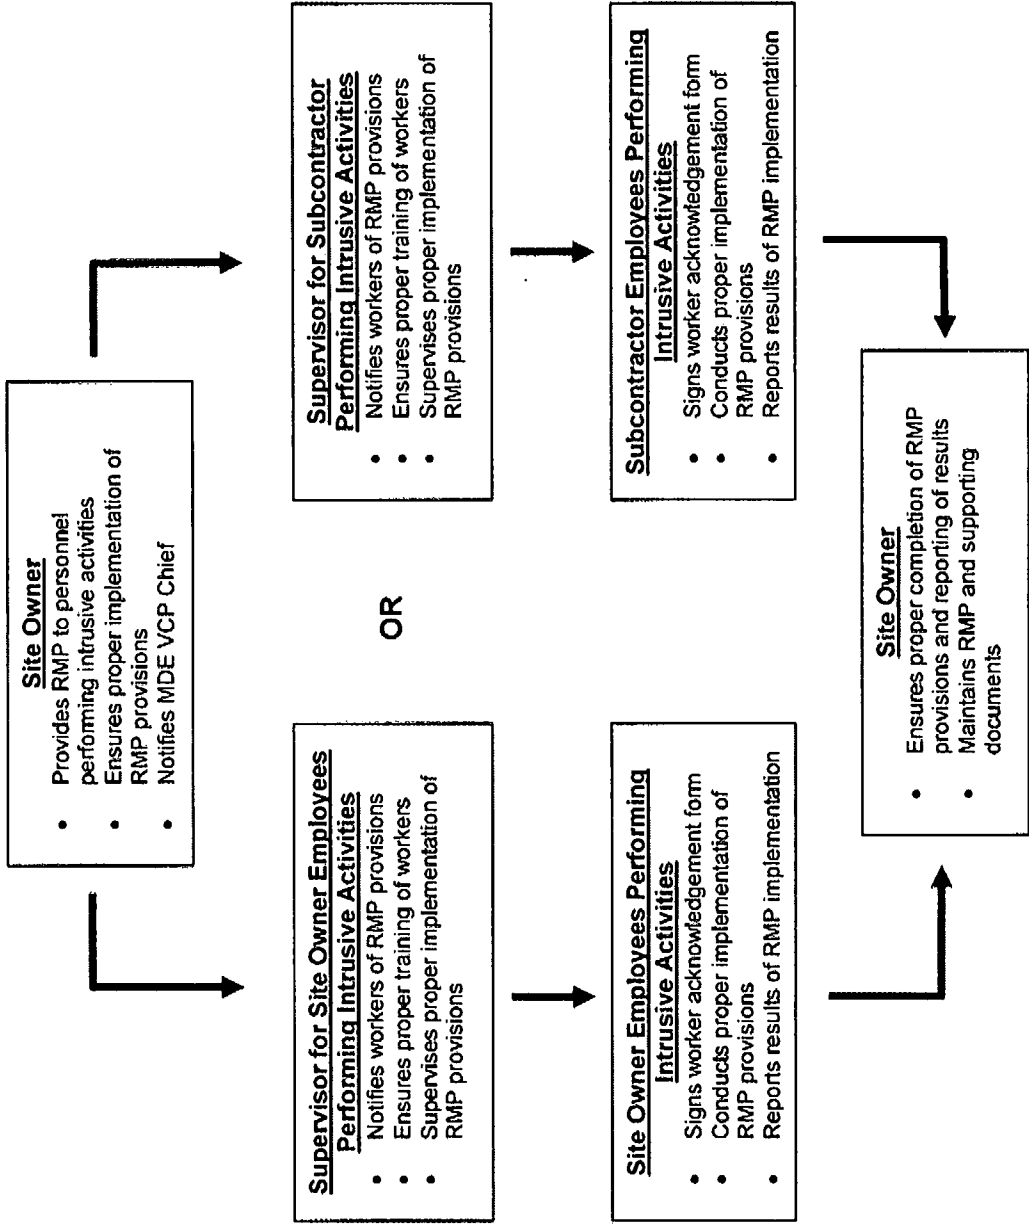 Site Owner
• Provides RMP to personnel
performing intrusive activities
• Ensures proper implementation of
RMP provisions
• Notifies MDE VCP Chief
Supervisor for Site Owner Employees
Performing Intrusive Activities
• Notifies workers of RMP provisions
• Ensures proper training of workers
• Supervises proper implementation of
RMP provisions
OR
Supervisor for Subcontractor
Performing Intrusive Activities
• Notifies workers of RMP provisions
• Ensures proper training of workers
• Supervises proper implementation of
RMP provisions
Site Owner Employees Performing
Intrusive Activities
• Signs worker acknowledgement form
• Conducts proper implementation of
RMP provisions
• Reports results of RMP implementation
Subcontractor Employees Performing
Intrusive Activities
• Signs worker acknowledgement form
• Conducts proper implementation of
RMP provisions
• Reports results of RMP implementation
Site Owner
• Ensures proper completion of RMP
provisions and reporting of results
• Maintains RMP and supporting
documents